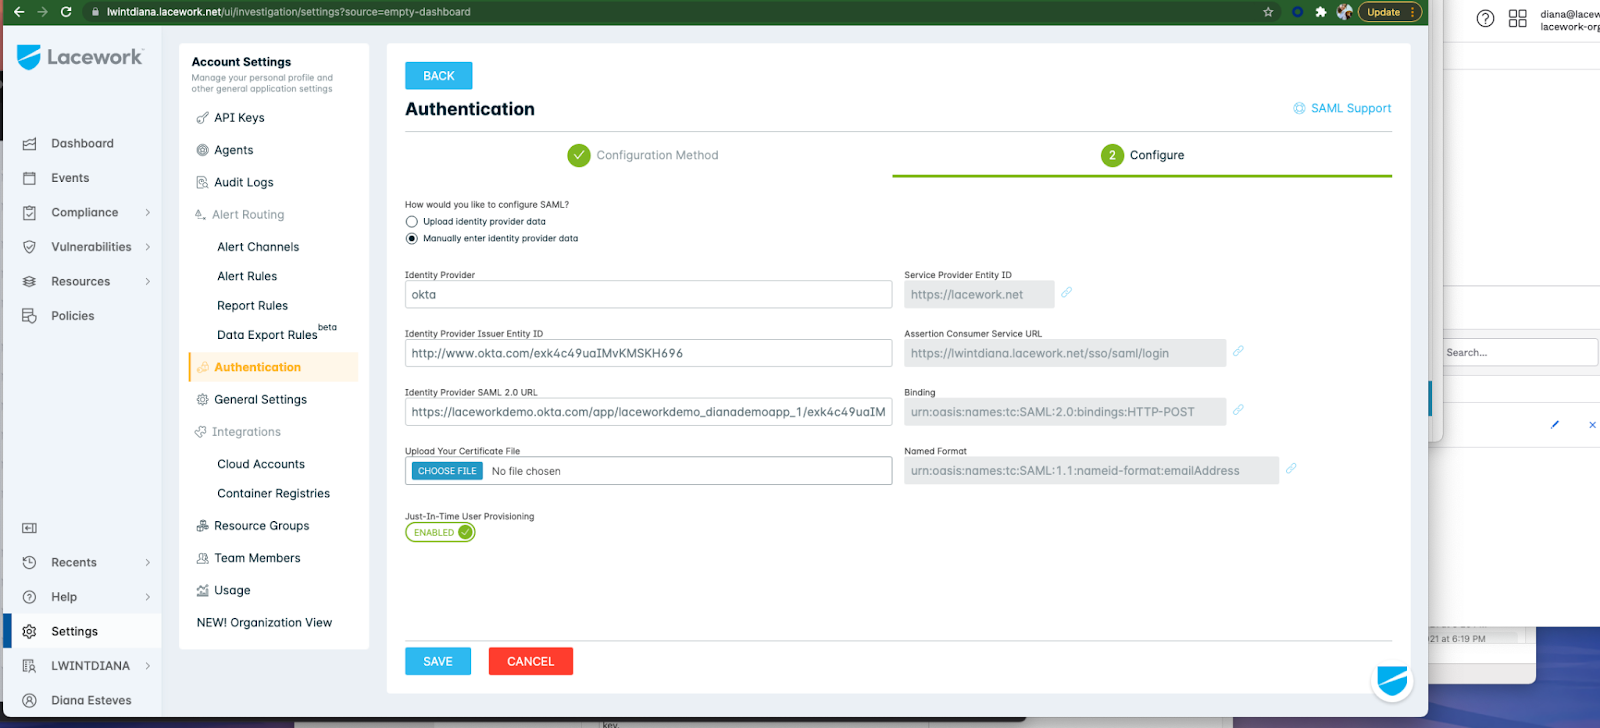 lwintdiana.lacework.net/ui/investigation/settings?source=empty-dashboard
Update
diana@lacew
lacework-org
Lacework
Dashboard
Events
Compliance
Vulnerabilities
Resources
Policies
Recents
Help
Settings
LWINTDIANA
Diana Esteves
Account Settings
Manage your personal profile and
other general application settings
API Keys
Agents
Audit Logs
Alert Routing
Alert Channels
Alert Rules
Report Rules
Data Export Rules beta
Authentication
General Settings
Integrations
Cloud Accounts
Container Registries
Resource Groups
Team Members
Usage
NEW! Organization View
BACK
Authentication
SAML Support
Configuration Method
2 Configure
How would you like to configure SAML?
Upload identity provider data
Manually enter identity provider data
Identity Provider
okta
Service Provider Entity ID
https://lacework.net
Identity Provider Issuer Entity ID
http://www.okta.com/exk4c49uaIMvKMSKH696
Assertion Consumer Service URL
https://lwintdiana.lacework.net/sso/saml/login
Identity Provider SAML 2.0 URL
https://laceworkdemo.okta.com/app/laceworkdemo_dianademoapp_1/exk4c49uaIM
Binding
urn:oasis:names:tc:SAML:2.0:bindings:HTTP-POST
Upload Your Certificate File
CHOOSE FILE No file chosen
Named Format
urn:oasis:names:tc:SAML:1.1:nameid-format:emailAddress
Just-In-Time User Provisioning
ENABLED
SAVE
CANCEL
Search...
21 at 6:19 PM
key.